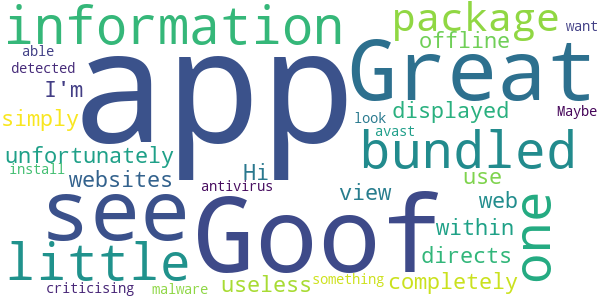 information
package
able
want
offline
detected
app
Great
I'm
displayed
Maybe
simply
look
avast
bundled
unfortunately
install
Hi
websites
antivirus
use
see
Goof
view
web
one
within
little
directs
useless
something
completely
criticising
malware